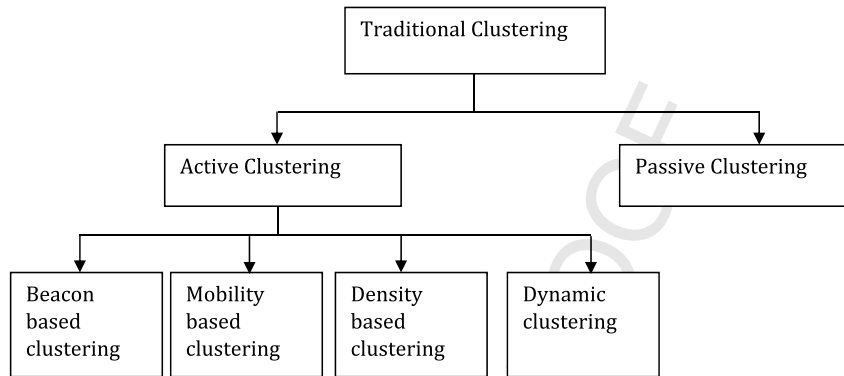 Traditional Clustering
Active Clustering
Passive Clustering
Beacon
based
clustering
Mobility
based
clustering
Density
based
clustering
Dynamic
clustering